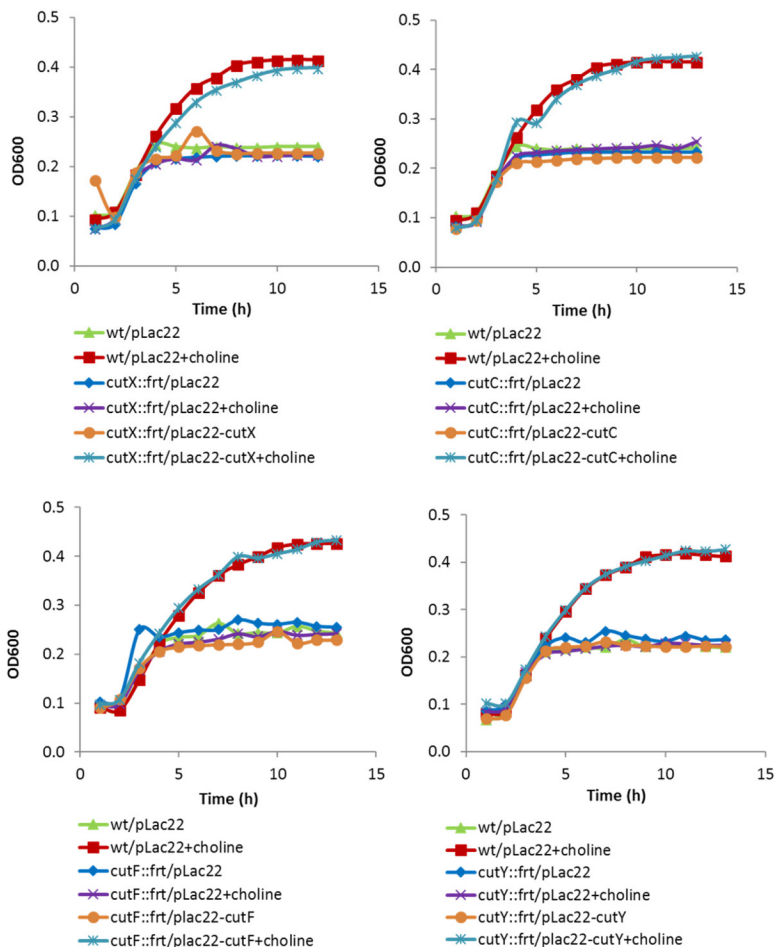 0.5
0.4
0.3
0.2
0.1
0.0
OD600
0
5
10
15
Time (h)
wt/pLac22
wt/pLac22+choline
cutX::frt/pLac22
cutX::frt/pLac22+choline
cutX::frt/pLac22-cutX
cutX::frt/pLac22-cutX+choline
0.5
0.4
0.3
0.2
0.1
0.0
OD600
0
5
10
15
Time (h)
wt/pLac22
wt/pLac22+choline
cutC::frt/pLac22
cutC::frt/pLac22+choline
cutC::frt/pLac22-cutC
cutC::frt/pLac22-cutC+choline
0.5
0.4
0.3
0.2
0.1
0.0
OD600
0
5
10
15
Time (h)
wt/pLac22
wt/pLac22+choline
cutF::frt/pLac22
cutF::frt/pLac22+choline
cutF::frt/plac22-cutF
cutF::frt/plac22-cutF+choline
0.5
0.4
0.3
0.2
0.1
0.0
OD600
0
5
10
15
Time (h)
wt/pLac22
wt/pLac22+choline
cutY::frt/pLac22
cutY::frt/pLac22+choline
cutY::frt/pLac22-cutY
cutY::frt/plac22-cutY+choline